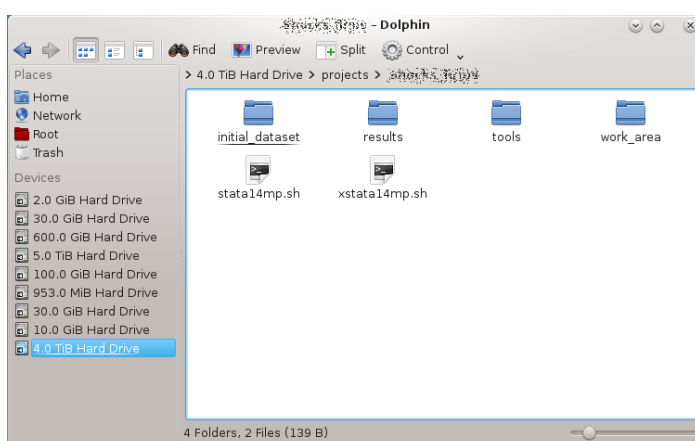 – Dolphin
Find Preview Split Control
Places
> 4.0 TiB Hard Drive > projects >
Home
Network
Root
Trash
Devices
2.0 GiB Hard Drive
30.0 GiB Hard Drive
600.0 GiB Hard Drive
5.0 TiB Hard Drive
100.0 GiB Hard Drive
953.0 MiB Hard Drive
30.0 GiB Hard Drive
10.0 GiB Hard Drive
4.0 TiB Hard Drive
initial_dataset results tools work_area
stata14mp.sh xstata14mp.sh
4 Folders, 2 Files (139 B)